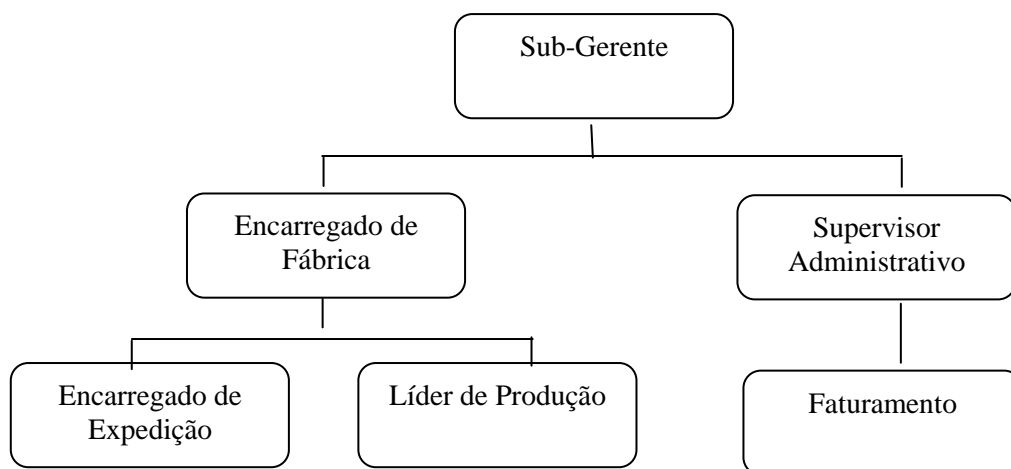 Sub-Gerente
Encarregado de
Fábrica
Supervisor
Administrativo
Encarregado de
Expedição
Líder de Produção
Faturamento